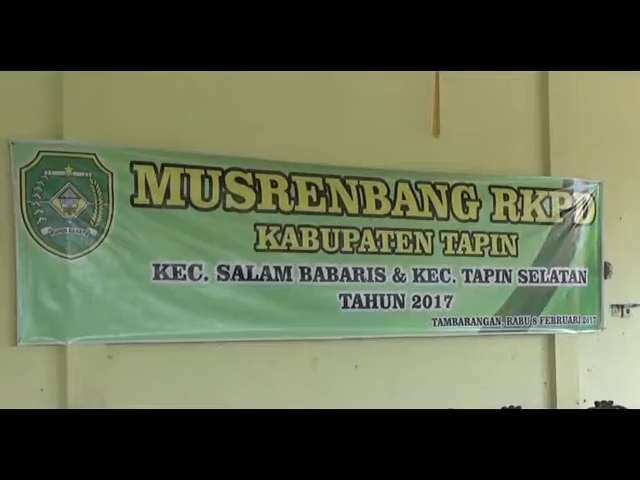 MUSRENBANG RKPD
KABUPATEN TAPIN
KEC. SALAM BABARIS & KEC. TAPIN SELATAN
TAHUN 2017
TAMBARANGAN, RABU 8 FEBRUARI 2017